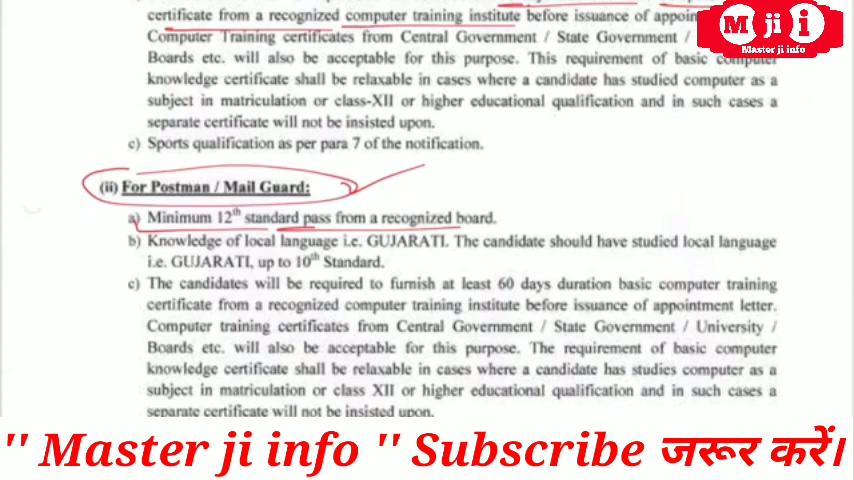 certificate from a recognized computer training institute before issuance of
Computer Training certificates from Central Government / State Government /
Boards etc. will also be acceptable for this purpose. This requirement of basic computer
knowledge certificate shall be relaxable in cases where a candidate has studied computer as a
subject in matriculation or class-XII or higher educational qualification and in such cases a
separate certificate will not be insisted upon.
c) Sports qualification as per para 7 of the notification.
(ii) For Postman / Mail Guard:
a) Minimum 12th standard pass from a recognized board.
b) Knowledge of local language i.e. GUJARATI. The candidate should have studied local language
i.e. GUJARATI, up to 10th Standard.
c) The candidates will be required to furnish at least 60 days duration basic computer training
certificate from a recognized computer training institute before issuance of appointment letter.
Computer training certificates from Central Government / State Government / University /
Boards etc. will also be acceptable for this purpose. The requirement of basic computer
knowledge certificate shall be relaxable in cases where a candidate has studies computer as a
subject in matriculation or class XII or higher educational qualification and in such cases a
separate certificate will not be insisted upon.
M ji i
Master ji info
" Master ji info " Subscribe जरूर करें।